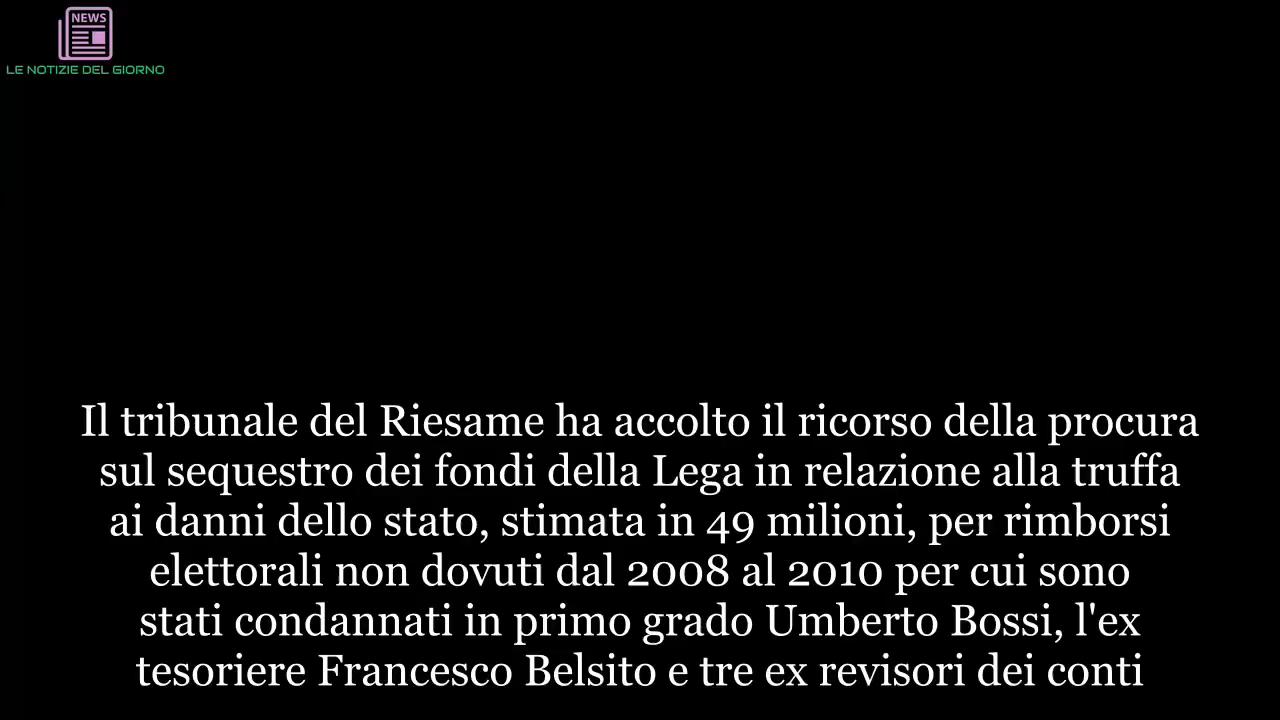 NEWS
LE NOTIZIE DEL GIORNO
Il tribunale del Riesame ha accolto il ricorso della procura
sul sequestro dei fondi della Lega in relazione alla truffa
ai danni dello stato, stimata in 49 milioni, per rimborsi
elettorali non dovuti dal 2008 al 2010 per cui sono
stati condannati in primo grado Umberto Bossi, l'ex
tesoriere Francesco Belsito e tre ex revisori dei conti